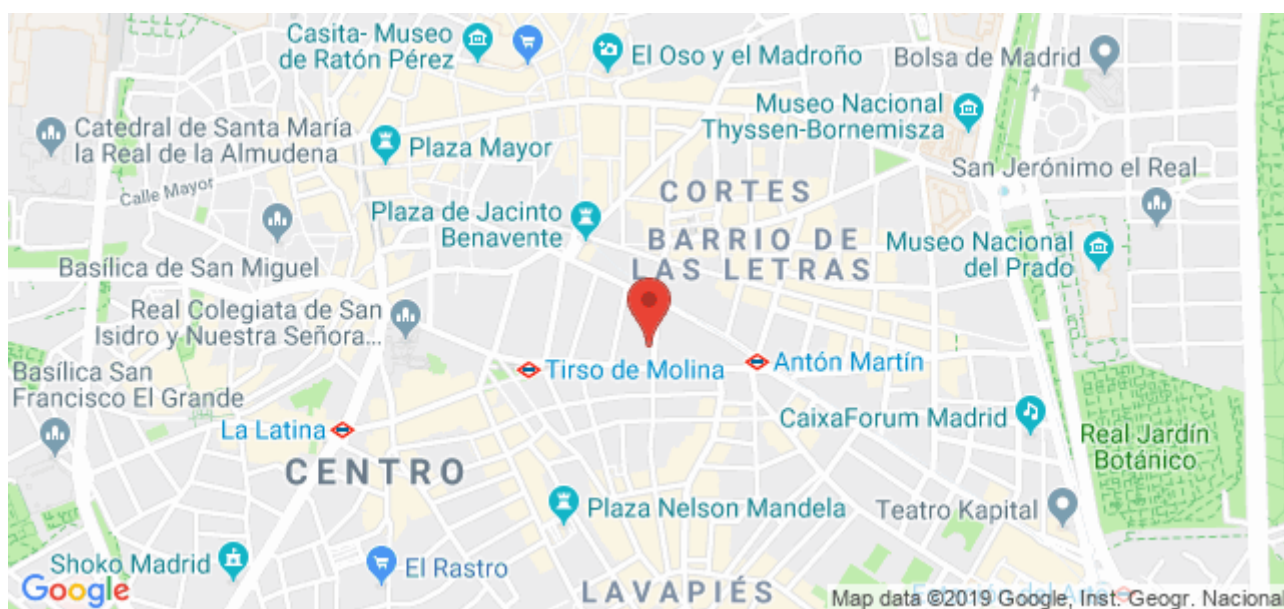 Casita- Museo
de Ratón Pérez
El Oso y el Madroño
Bolsa de Madrid
Museo Nacional
Thyssen-Bornemisza
Catedral de Santa María
la Real de la Almudena
Plaza Mayor
San Jerónimo el Real
Calle Mayor
CORTES
Plaza de Jacinto
Benavente
BARRIO DE
LAS LETRAS
Museo Nacional
del Prado
Basílica de San Miguel
Real Colegiata de San
Isidro y Nuestra Señora...
Tirso de Molina
Antón Martín
Basílica San
Francisco El Grande
La Latina
CaixaForum Madrid
Real Jardín
Botánico
CENTRO
Plaza Nelson Mandela
Teatro Kapital
Shoko Madrid
El Rastro
LAVAPIÉS
Google
Map data ©2019 Google, Inst. Geogr. Naciona